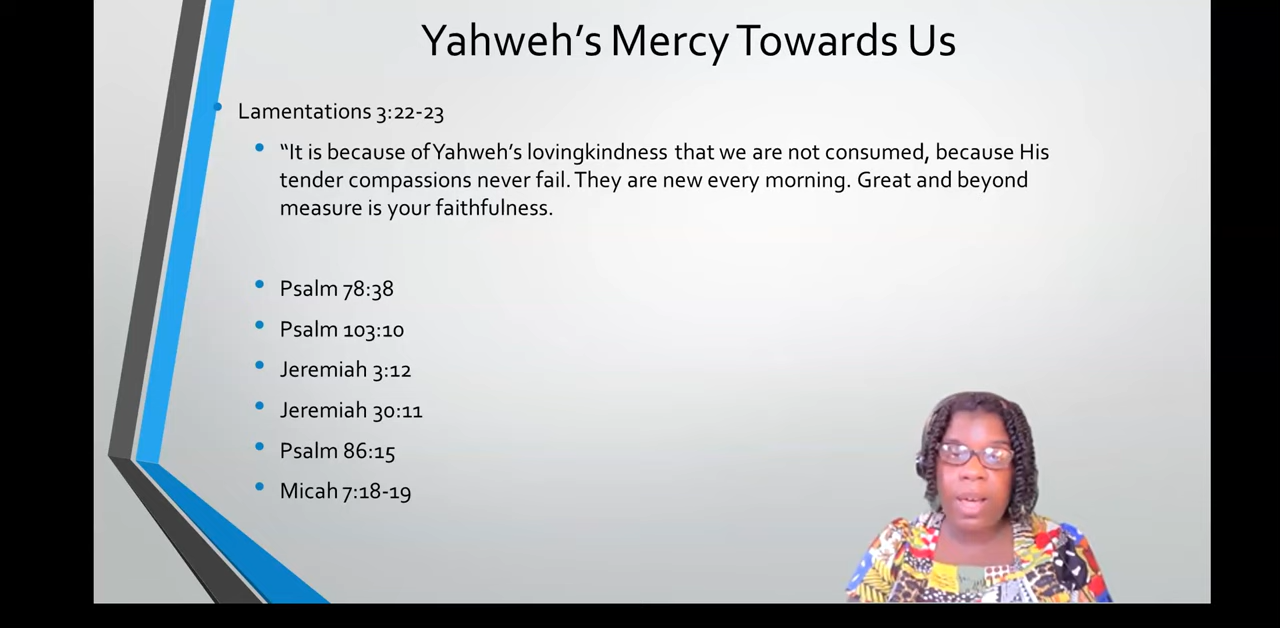 Yahweh's Mercy Towards Us
Lamentations 3:22-23
“It is because of Yahweh's lovingkindness that we are not consumed, because His
tender compassions never fail. They are new every morning. Great and beyond
measure is your faithfulness.
Psalm 78:38
Psalm 103:10
Jeremiah 3:12
Jeremiah 30:11
Psalm 86:15
Micah 7:18-19